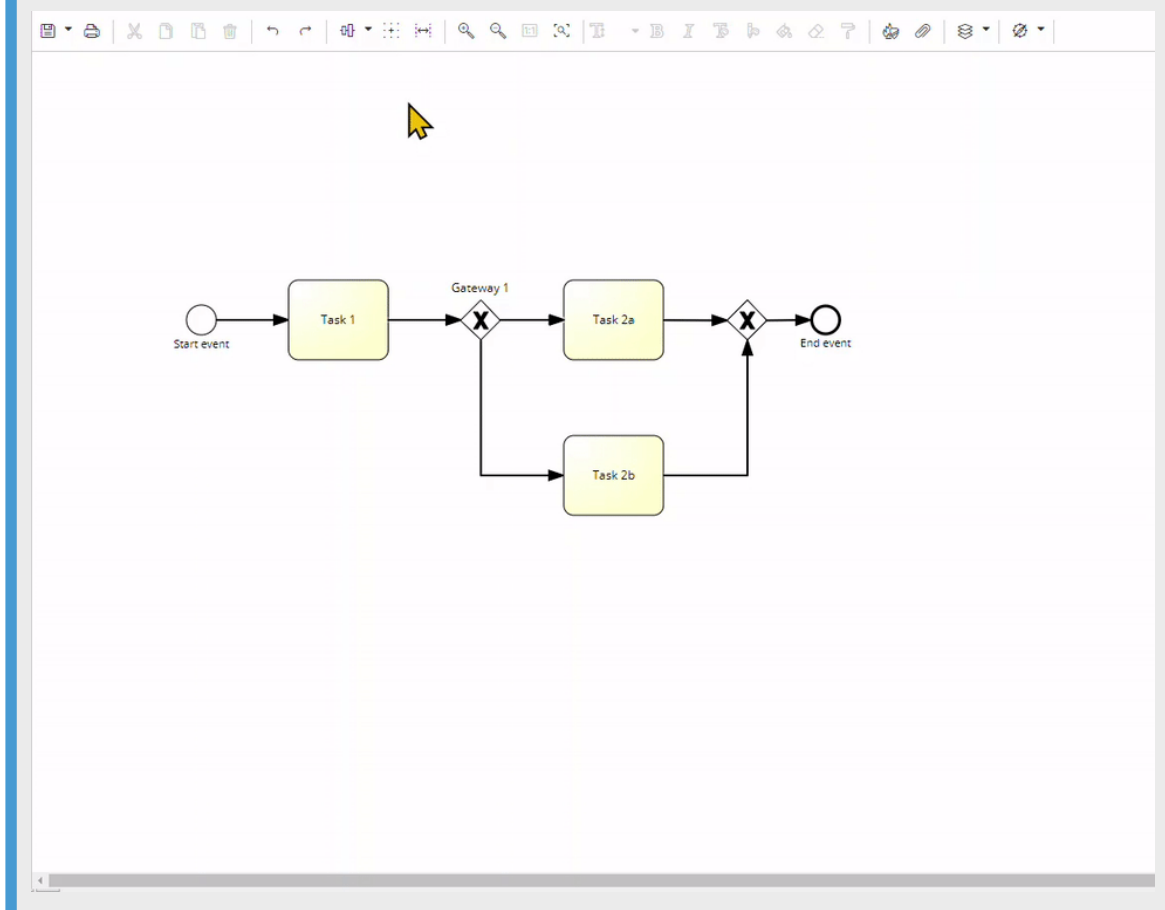 Gateway 1
Task 1
X
Task 2a
X
Start event
End event
Task 2b